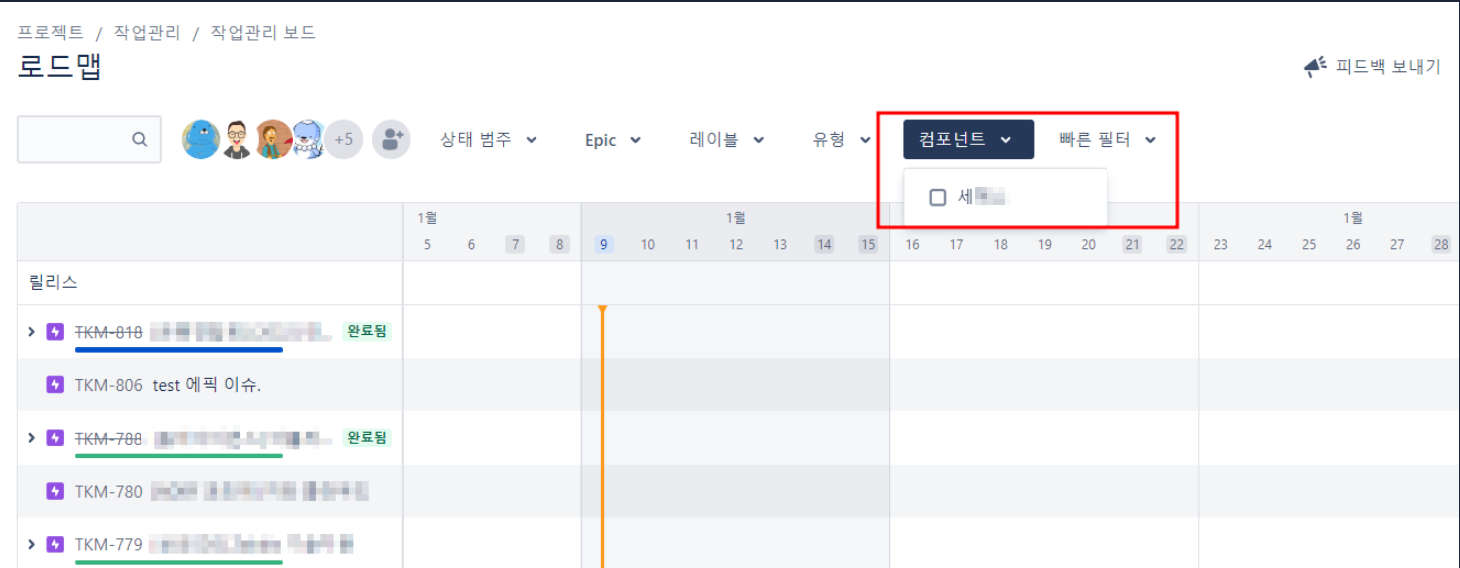 프로젝트 / 작업관리 / 작업관리 보드
로드맵
피드백 보내기
+5 상태 범주 Epic 레이블 유형 컴포넌트 빠른 필터
세
1월 1월 1월
5 6 7 8 9 10 11 12 13 14 15 16 17 18 19 20 21 22 23 24 25 26 27 28
릴리스
TKM-818 완료됨
TKM-806 test 에픽 이슈.
TKM-788 완료됨
TKM-780
TKM-779